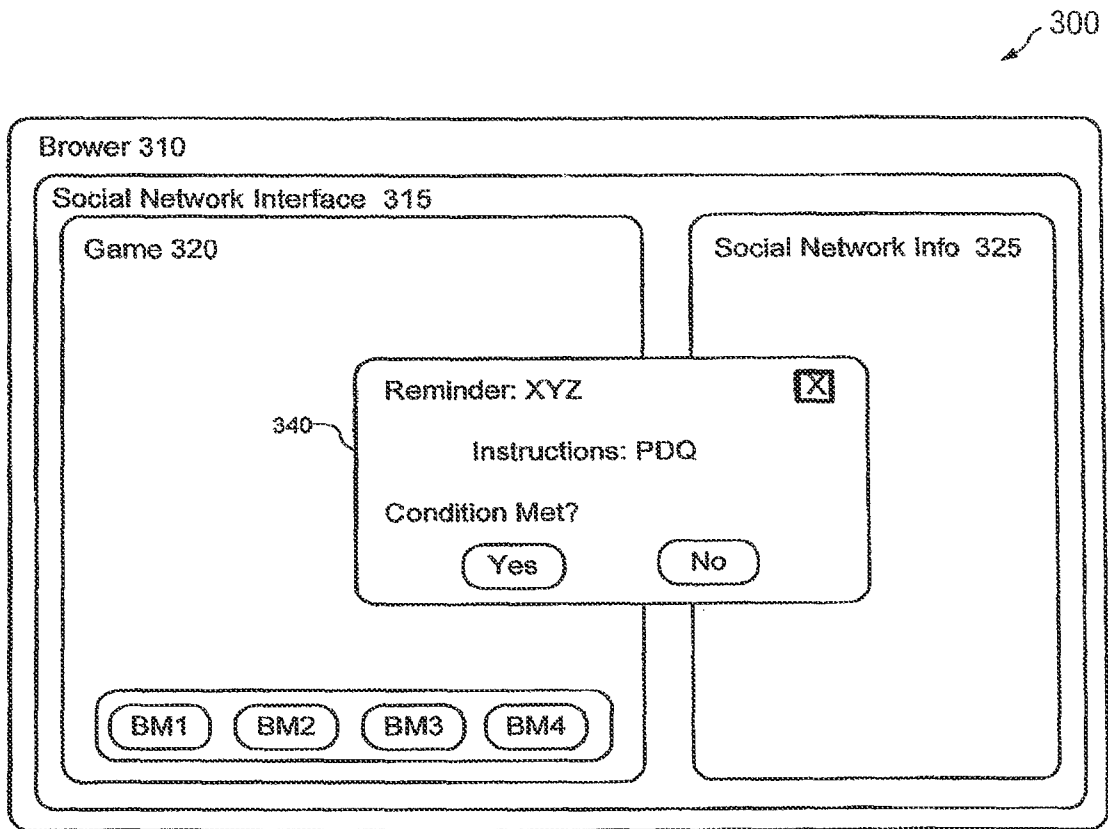 300
Brower 310
Social Network Interface 315
Game 320
Social Network Info 325
Reminder: XYZ X
340
Instructions: PDQ
Condition Met?
Yes No
BM1 BM2 BM3 BM4